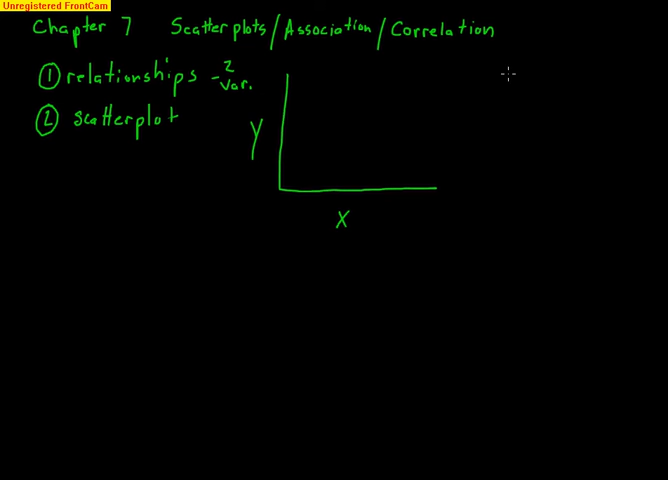 Unregistered FrontCam
Chapter 7 Scatterplots/Association/Correlation
① relationships - 2 var.
② scatterplot
y
x